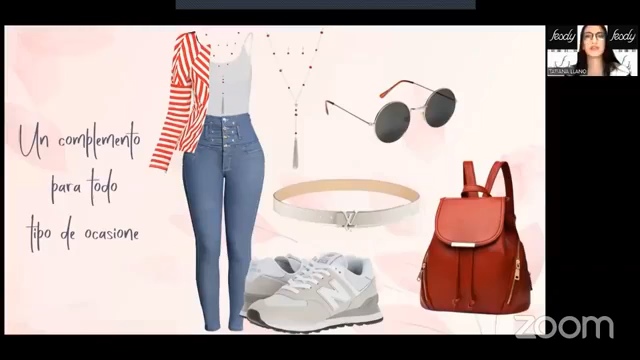 Un complemento
para todo
tipo de ocasione
feody feody
TATIANA LLANO
zoom